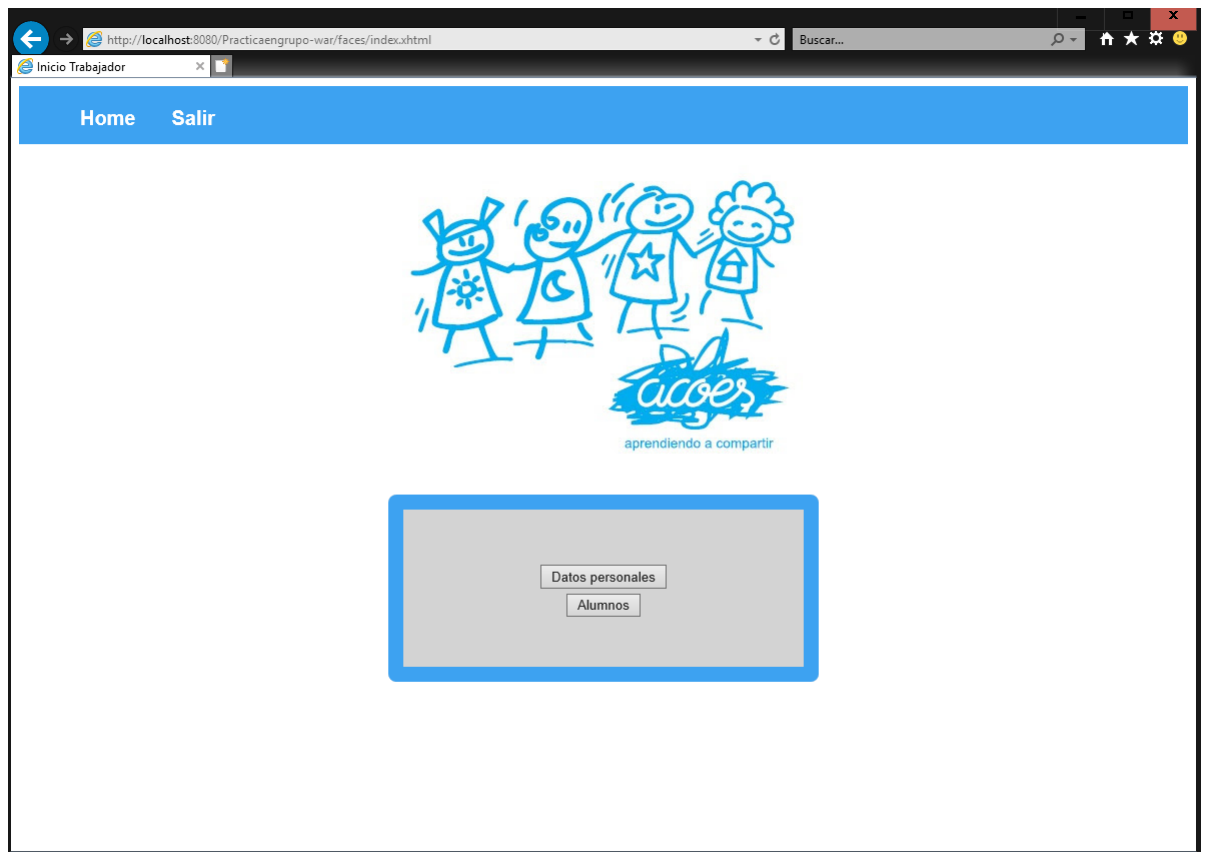 http://localhost:8080/Practicaengrupo-war/faces/index.xhtml
Buscar...
Inicio Trabajador
Home Salir
acoes
aprendiendo a compartir
Datos personales
Alumnos